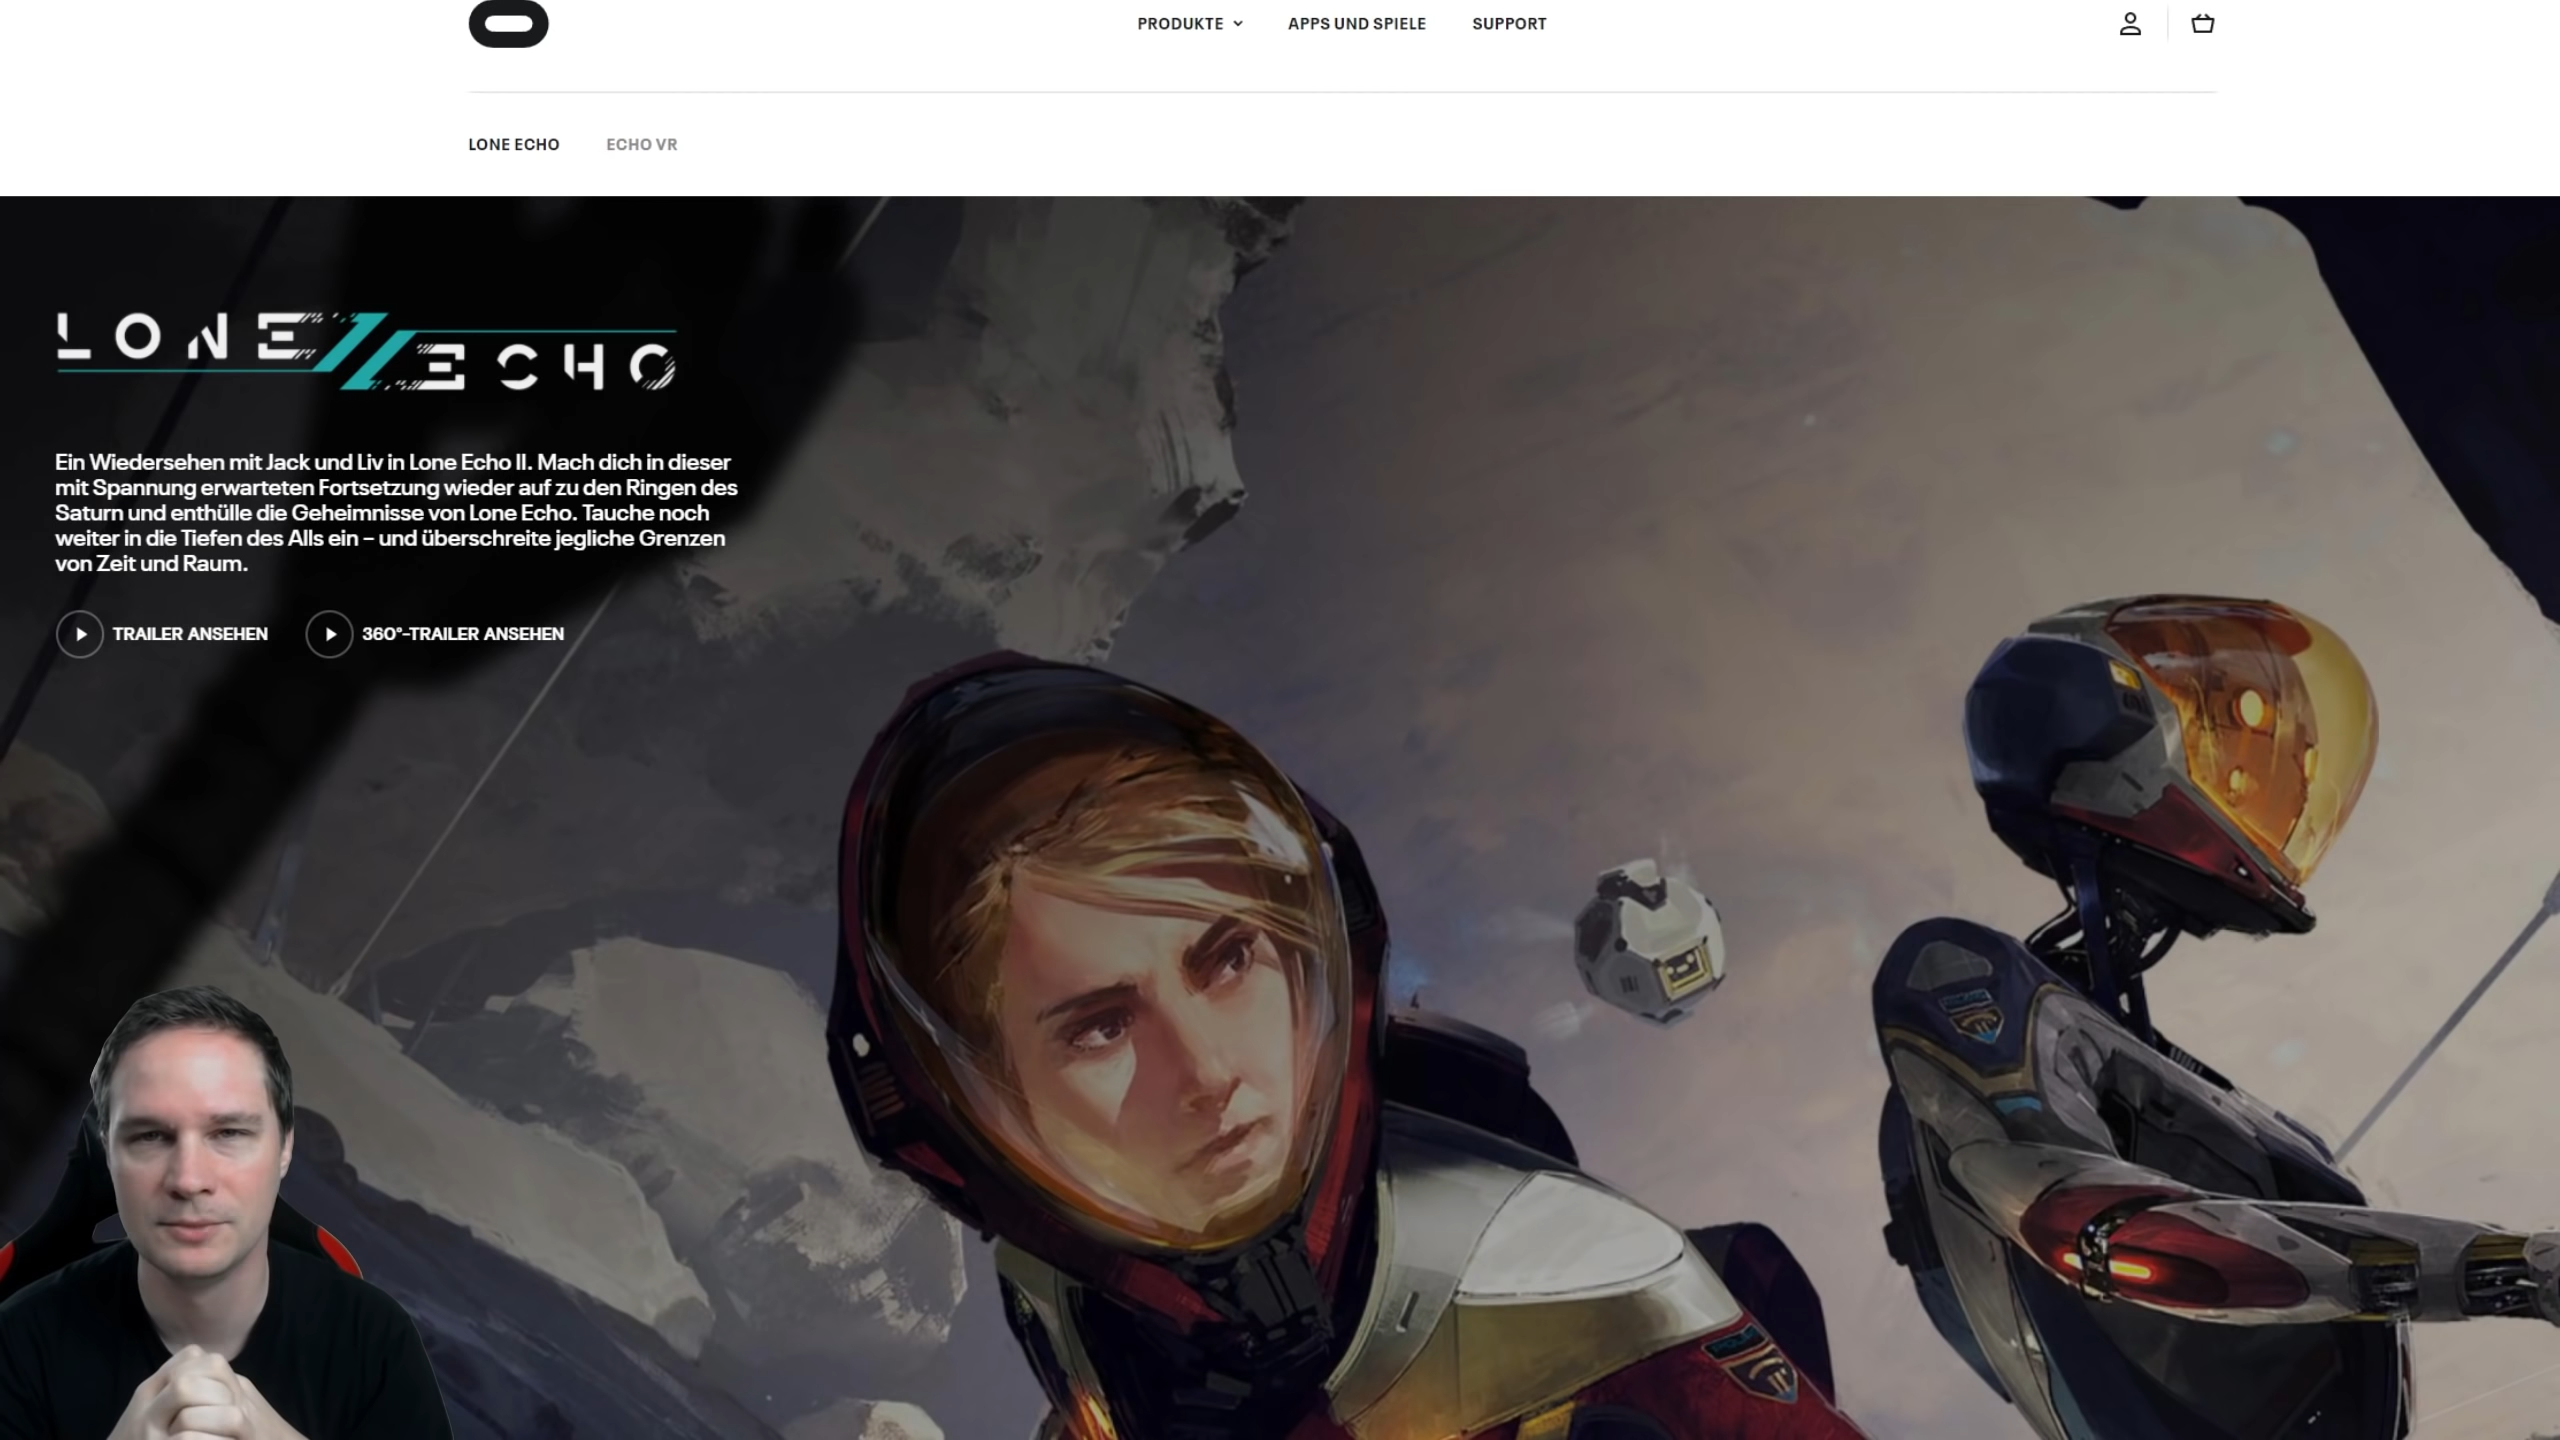 PRODUKTE
APPS UND SPIELE
SUPPORT
LONE ECHO
ECHO VR
LONE ECHO
Ein Wiedersehen mit Jack und Liv in Lone Echo II. Mach dich in dieser
mit Spannung erwarteten Fortsetzung wieder auf zu den Ringen des
Saturn und enthülle die Geheimnisse von Lone Echo. Tauche noch
weiter in die Tiefen des Alls ein – und überschreite jegliche Grenzen
von Zeit und Raum.
TRAILER ANSEHEN
360°-TRAILER ANSEHEN